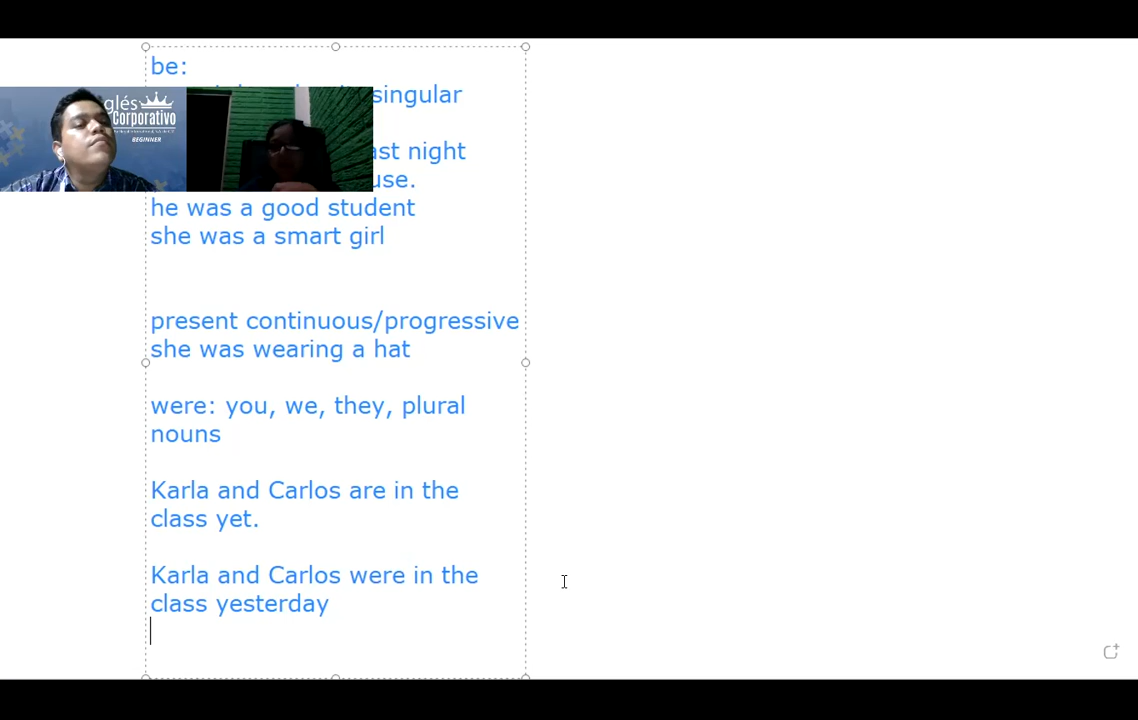 be:
singular
glés
Corporativo
BEGINNER
ast night
use.
he was a good student
she was a smart girl
present continuous/progressive
she was wearing a hat
were: you, we, they, plural
nouns
Karla and Carlos are in the
class yet.
Karla and Carlos were in the
class yesterday